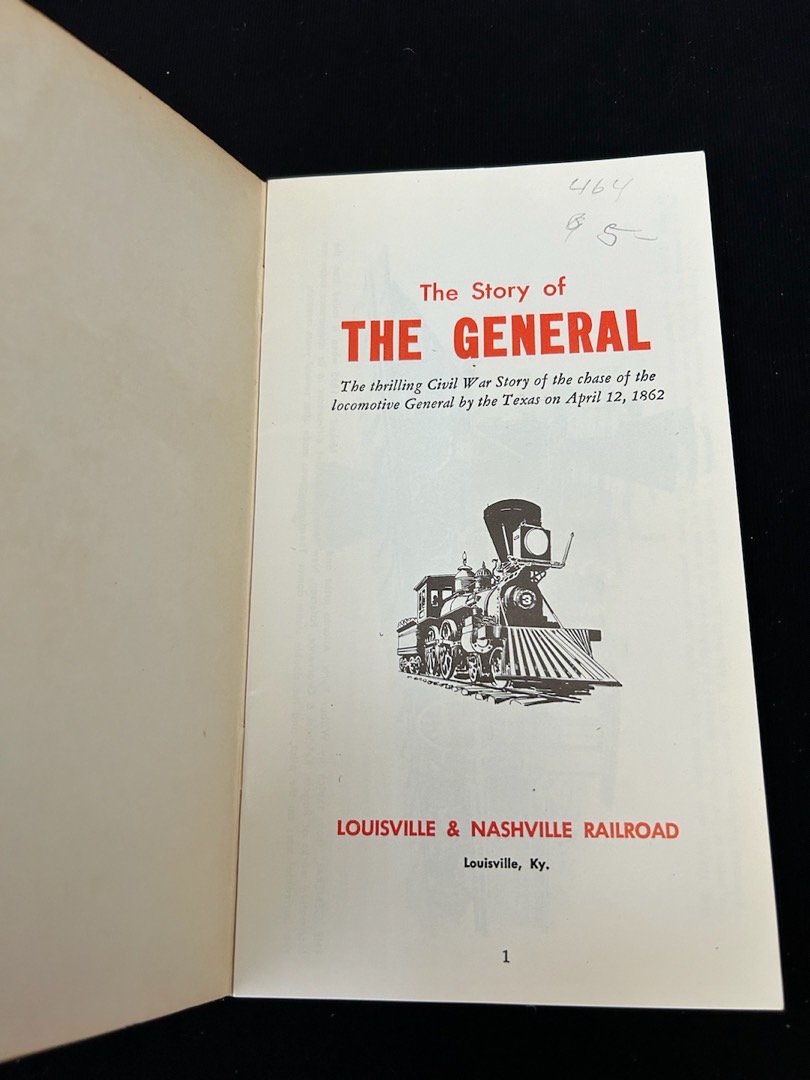 464
$ 5-
The Story of
THE GENERAL
The thrilling Civil War Story of the chase of the
locomotive General by the Texas on April 12, 1862
3
LOUISVILLE & NASHVILLE RAILROAD
Louisville, Ky.
1